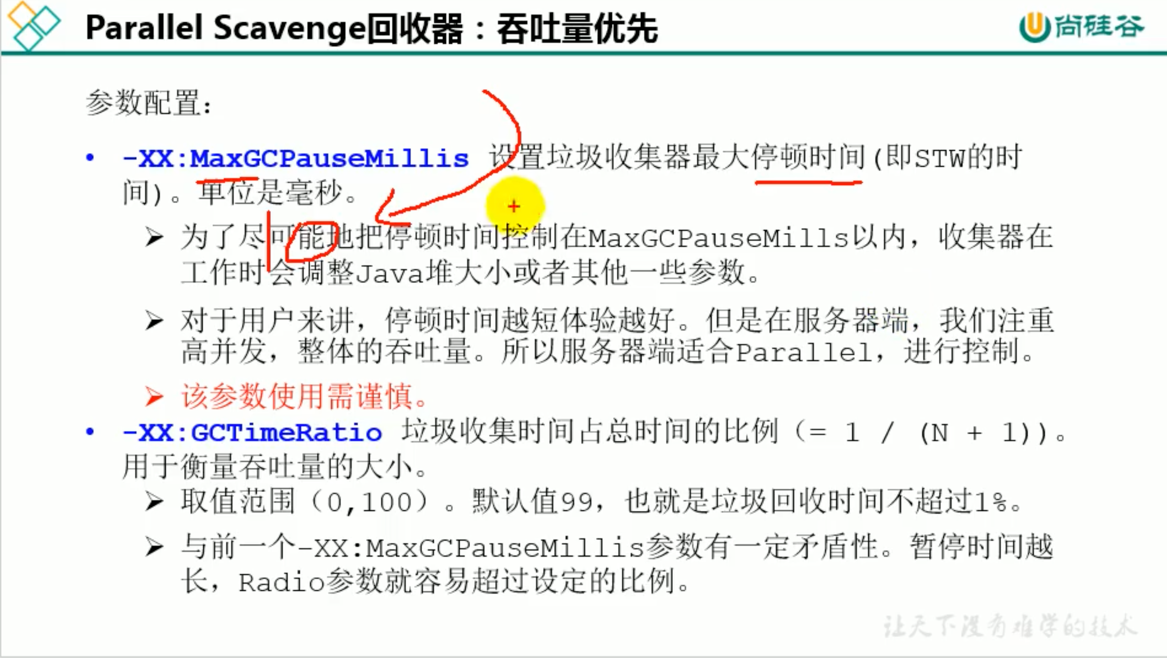 Parallel Scavenge回收器：吞吐量优先
尚硅谷
参数配置：
• -XX:MaxGCPauseMillis 设置垃圾收集器最大停顿时间(即STW的时
间)。单位是毫秒。
➢ 为了尽可能地把停顿时间控制在MaxGCPauseMills以内，收集器在
工作时会调整Java堆大小或者其他一些参数。
➢ 对于用户来讲，停顿时间越短体验越好。但是在服务器端，我们注重
高并发，整体的吞吐量。所以服务器端适合Parallel，进行控制。
➢ 该参数使用需谨慎。
• -XX:GCTimeRatio 垃圾收集时间占总时间的比例（= 1 / (N + 1)）。
用于衡量吞吐量的大小。
➢ 取值范围（0,100）。默认值99，也就是垃圾回收时间不超过1%。
➢ 与前一个-XX:MaxGCPauseMillis参数有一定矛盾性。暂停时间越
长，Radio参数就容易超过设定的比例。
让天下没有难学的技术